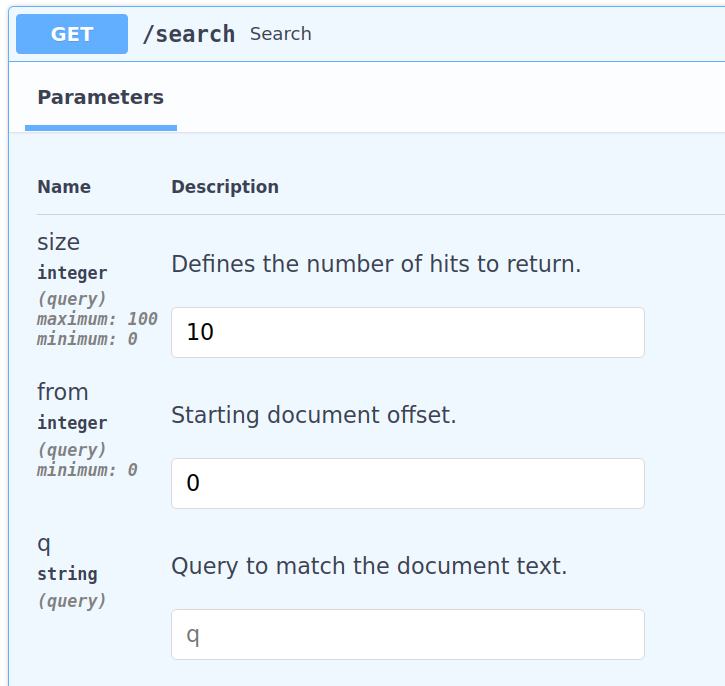 GET /search Search
Parameters
Name Description
size
integer
(query)
maximum: 100
minimum: 0
Defines the number of hits to return.
10
from
integer
(query)
minimum: 0
Starting document offset.
0
q
string
(query)
Query to match the document text.
q